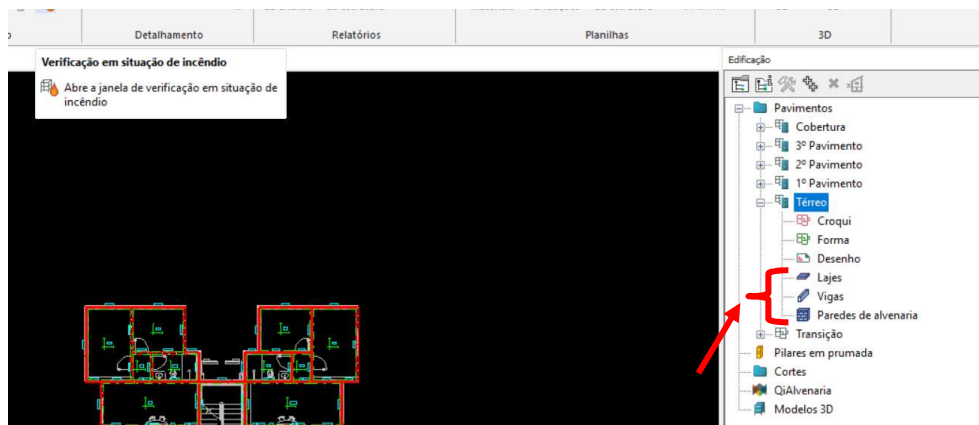 Detalhamento
Relatórios
Planilhas
3D
Verificação em situação de incêndio
Abre a janela de verificação em situação de
incêndio
Edificação
Pavimentos
Cobertura
3º Pavimento
2º Pavimento
1º Pavimento
Térreo
Croqui
Forma
Desenho
Lajes
Vigas
Paredes de alvenaria
Transição
Pilares em prumada
Cortes
QiAlvenaria
Modelos 3D